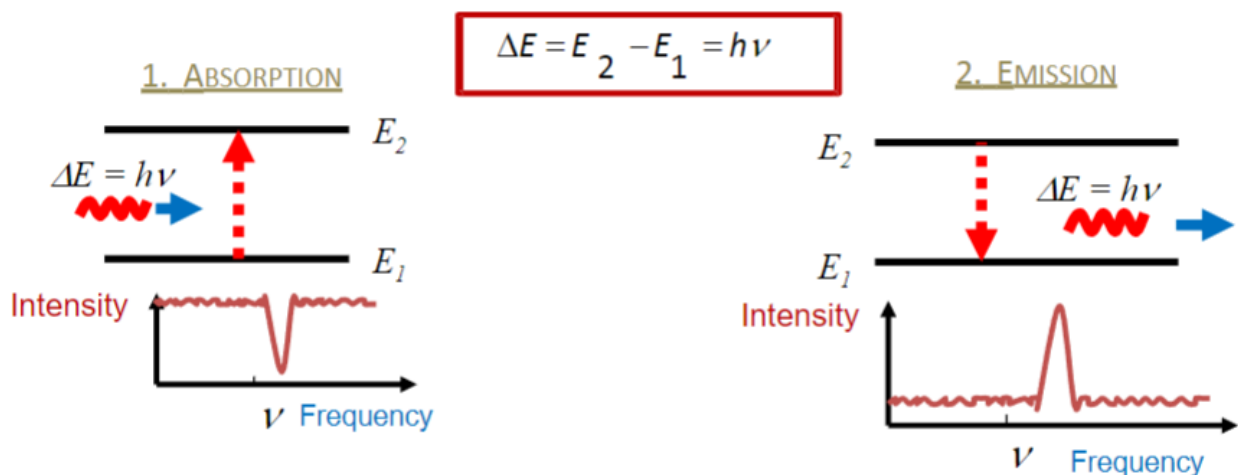 ΔE = E2 − E1 = hν
1. ABSORPTION
E2
ΔE = hν
E1
Intensity
ν Frequency
2. EMISSION
E2
ΔE = hν
E1
Intensity
ν Frequency